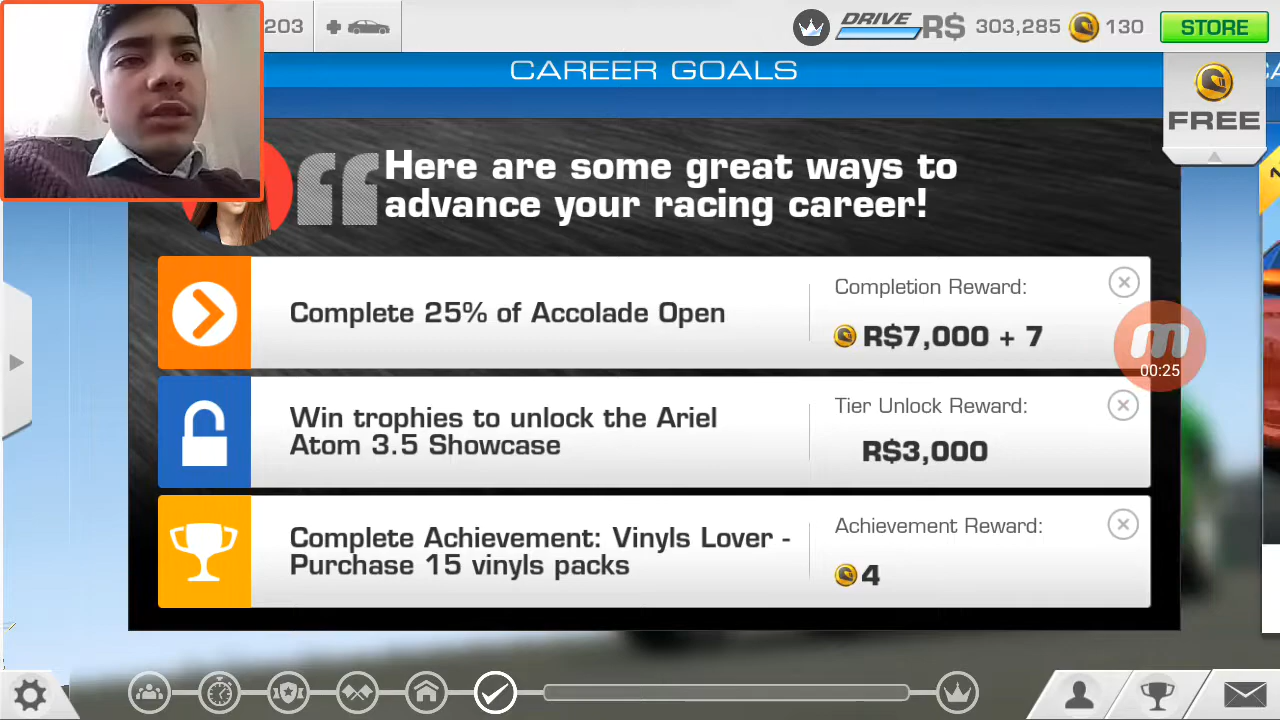 203
DRIVE R$ 303,285 130 STORE
CAREER GOALS
FREE
Here are some great ways to
advance your racing career!
Complete 25% of Accolade Open
Completion Reward:
R$7,000 + 7
00:25
Win trophies to unlock the Ariel
Atom 3.5 Showcase
Tier Unlock Reward:
R$3,000
Complete Achievement: Vinyls Lover -
Purchase 15 vinyls packs
Achievement Reward:
4